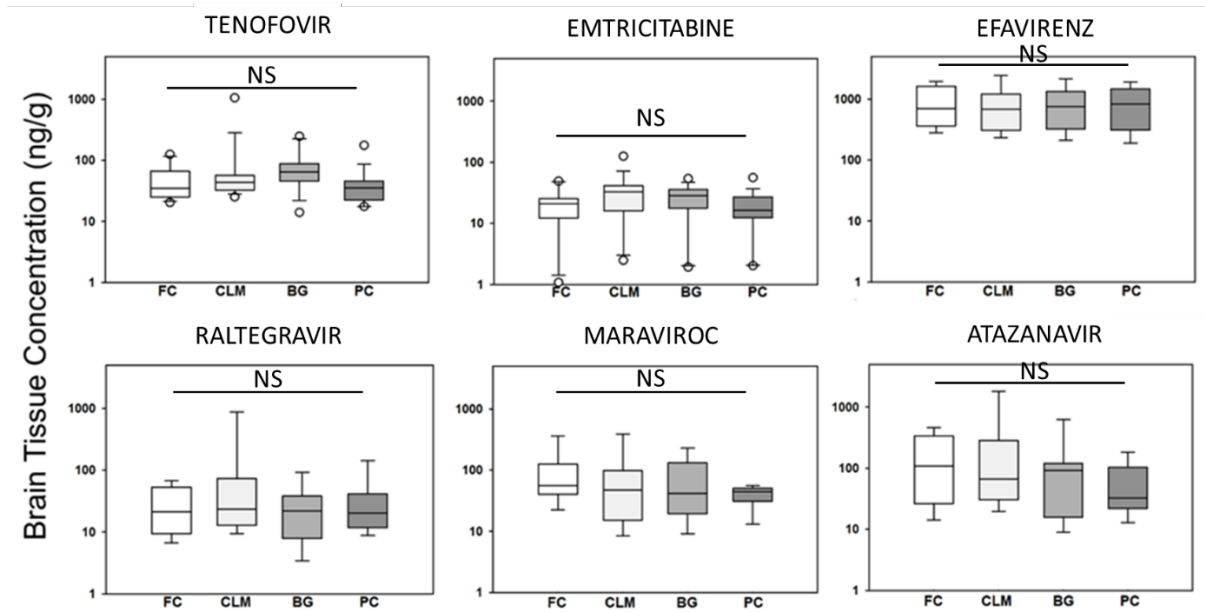 TENOFOVIR
EMTRICITABINE
EFAVIRENZ
Brain Tissue Concentration (ng/g)
NS
NS
NS
1000
100
10
1
1000
100
10
1
1000
100
10
1
FC CLM BG PC
FC CLM BG PC
FC CLM BG PC
RALTEGRAVIR
MARAVIROC
ATAZANAVIR
NS
NS
NS
1000
100
10
1
1000
100
10
1
1000
100
10
1
FC CLM BG PC
FC CLM BG PC
FC CLM BG PC